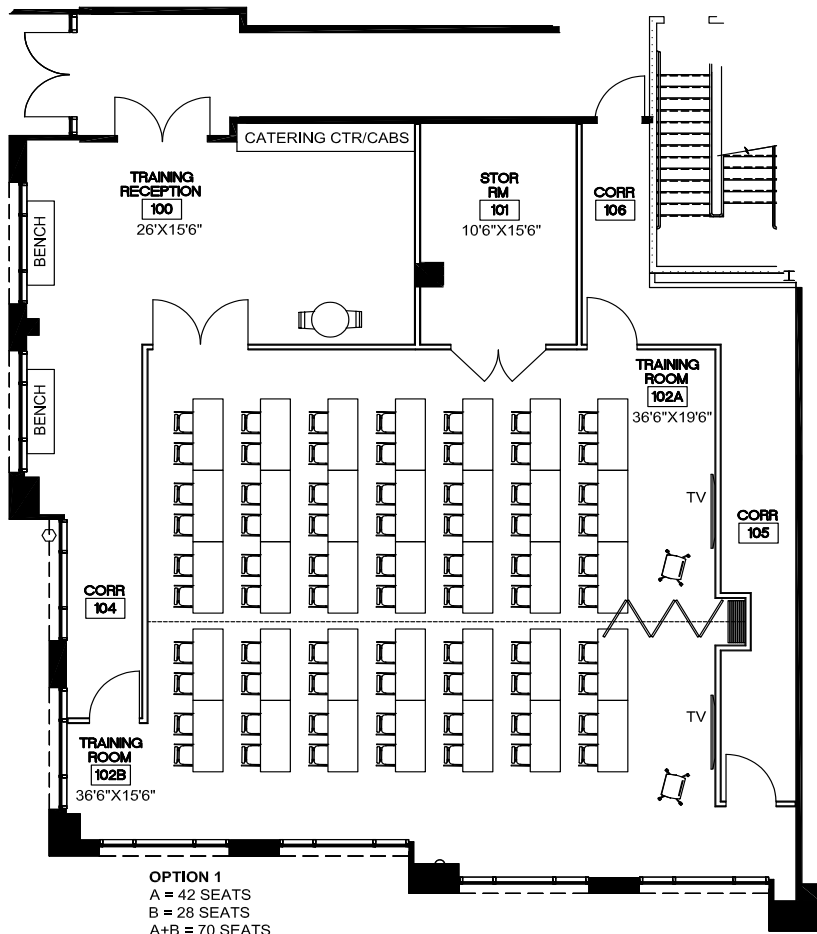 CATERING CTR/CABS
TRAINING
RECEPTION
100
26'X15'6"
STOR
RM
101
10'6"X15'6"
CORR
106
BENCH
BENCH
TRAINING
ROOM
102A
36'6"X19'6"
TV
CORR
105
CORR
104
TV
TRAINING
ROOM
102B
36'6"X15'6"
OPTION 1
A = 42 SEATS
B = 28 SEATS
A+B = 70 SEATS